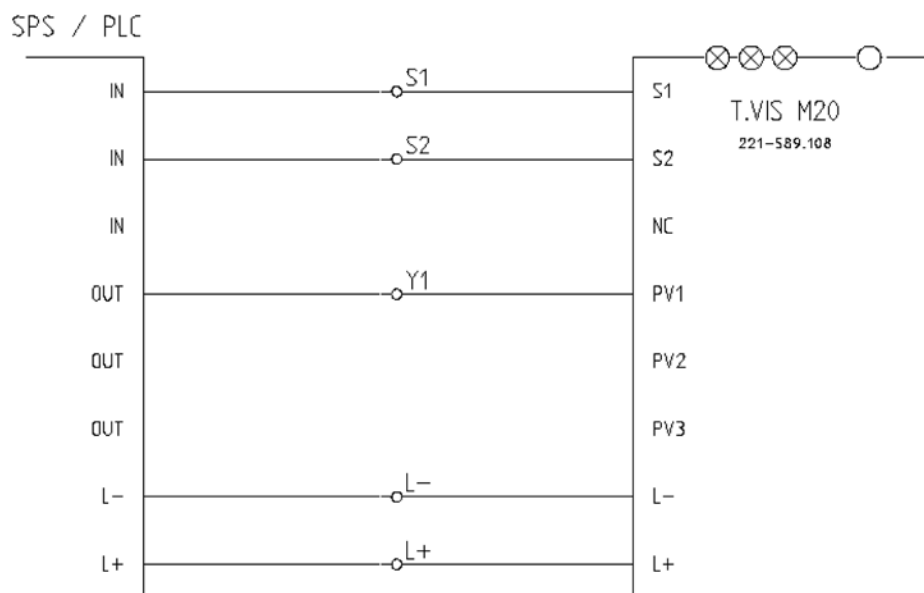 SPS / PLC
IN S1 S1
T.VIS M20
221-589.108
IN S2 S2
IN NC
OUT Y1 PV1
OUT PV2
OUT PV3
L- L- L-
L+ L+ L+